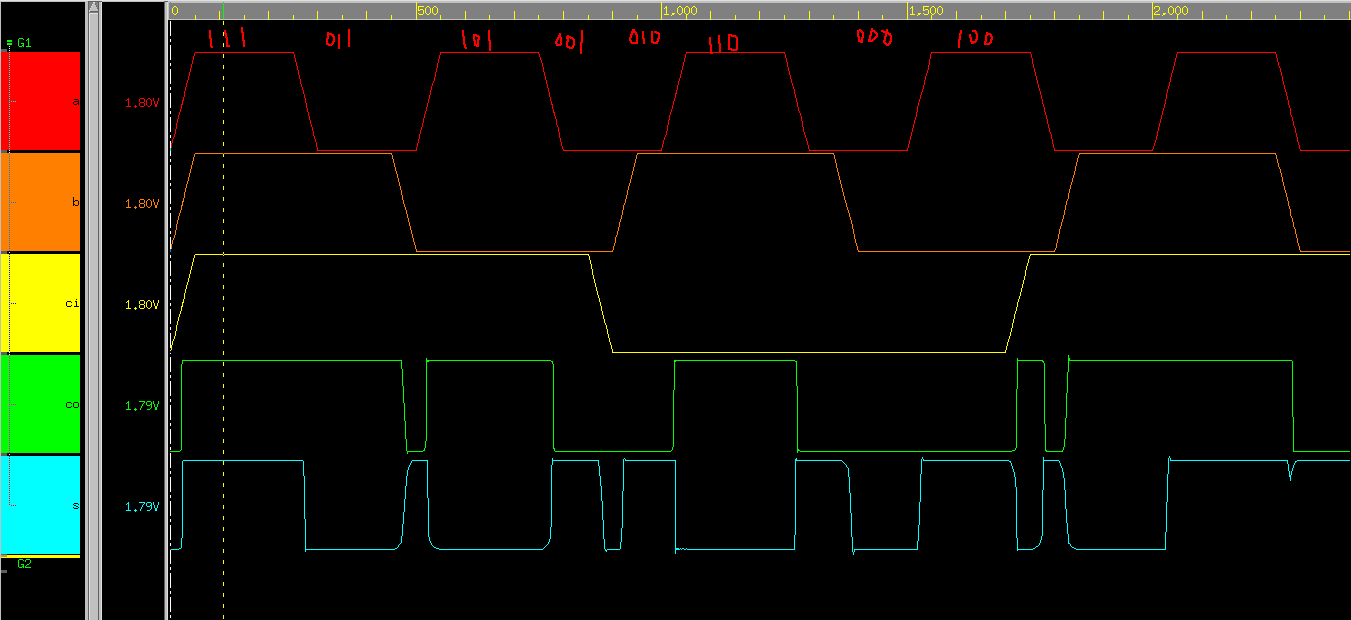 0 500 1,000 1,500 2,000
G1
111 011 101 001 010 110 000 100
a 1.80V
b 1.80V
ci 1.80V
co 1.79V
s 1.79V
G2